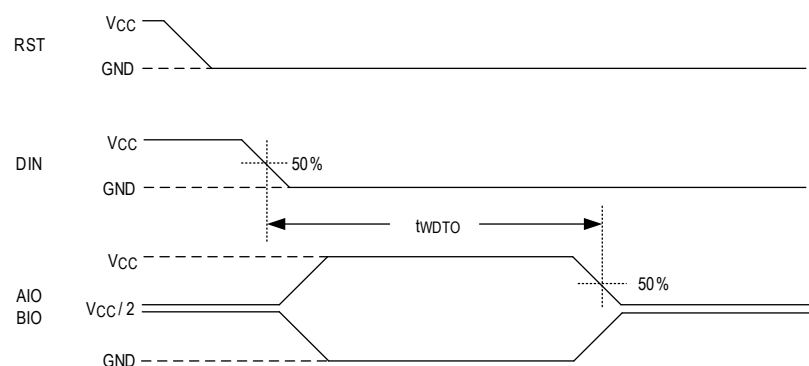 VCC
RST
GND
VCC
DIN
50%
GND
tWDTO
VCC
50%
AIO
BIO
VCC/2
GND